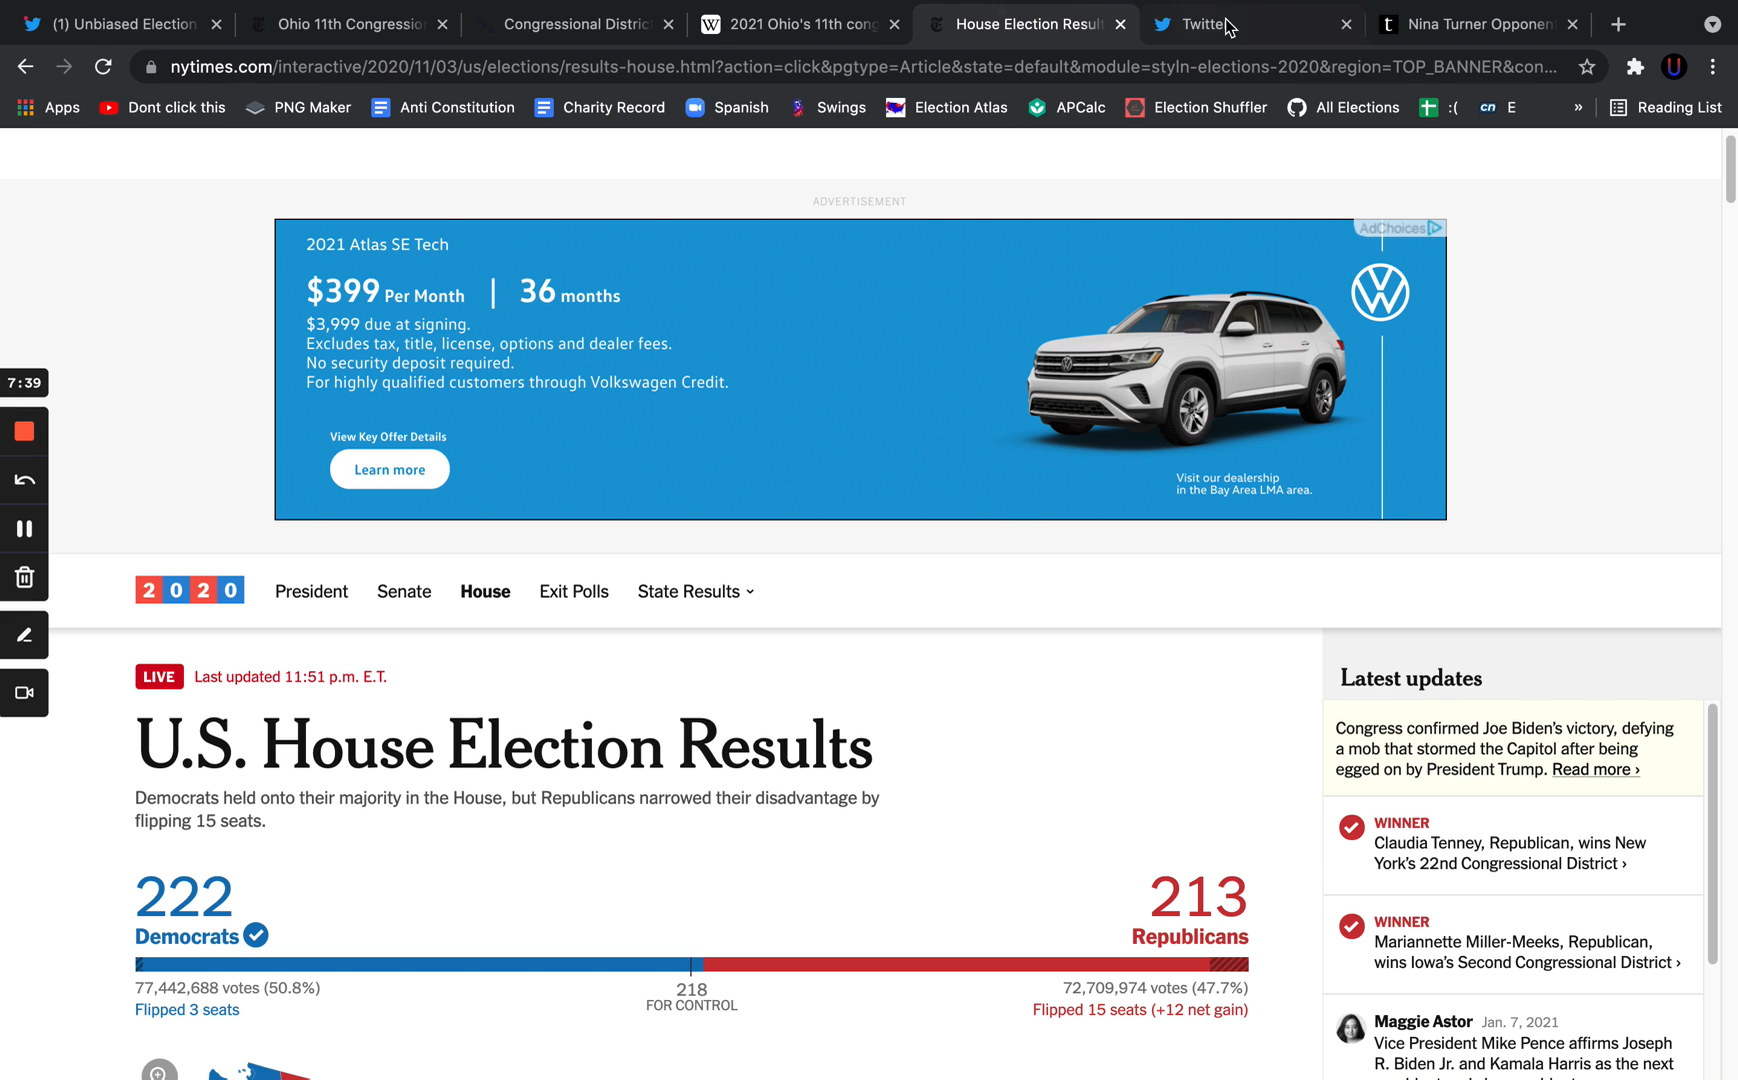 (1) Unbiased Election
Ohio 11th Congressio
Congressional Distric
2021 Ohio's 11th cong
House Election Resul
Twitte
Nina Turner Opponen
nytimes.com/interactive/2020/11/03/us/elections/results-house.html?action=click&pgtype=Article&state=default&module=styln-elections-2020&region=TOP_BANNER&con...
Apps
Dont click this
PNG Maker
Anti Constitution
Charity Record
Spanish
Swings
Election Atlas
APCalc
Election Shuffler
All Elections
:(
E
»
Reading List
ADVERTISEMENT
AdChoices
2021 Atlas SE Tech
$399 Per Month | 36 months
$3,999 due at signing.
Excludes tax, title, license, options and dealer fees.
No security deposit required.
For highly qualified customers through Volkswagen Credit.
View Key Offer Details
Learn more
Visit our dealership
in the Bay Area LMA area.
7:39
2020
President
Senate
House
Exit Polls
State Results
LIVE Last updated 11:51 p.m. E.T.
U.S. House Election Results
Democrats held onto their majority in the House, but Republicans narrowed their disadvantage by
flipping 15 seats.
222
Democrats
213
Republicans
77,442,688 votes (50.8%)
Flipped 3 seats
218
FOR CONTROL
72,709,974 votes (47.7%)
Flipped 15 seats (+12 net gain)
Latest updates
Congress confirmed Joe Biden's victory, defying
a mob that stormed the Capitol after being
egged on by President Trump. Read more ›
WINNER
Claudia Tenney, Republican, wins New
York's 22nd Congressional District ›
WINNER
Mariannette Miller-Meeks, Republican,
wins Iowa's Second Congressional District ›
Maggie Astor Jan. 7, 2021
Vice President Mike Pence affirms Joseph
R. Biden Jr. and Kamala Harris as the next